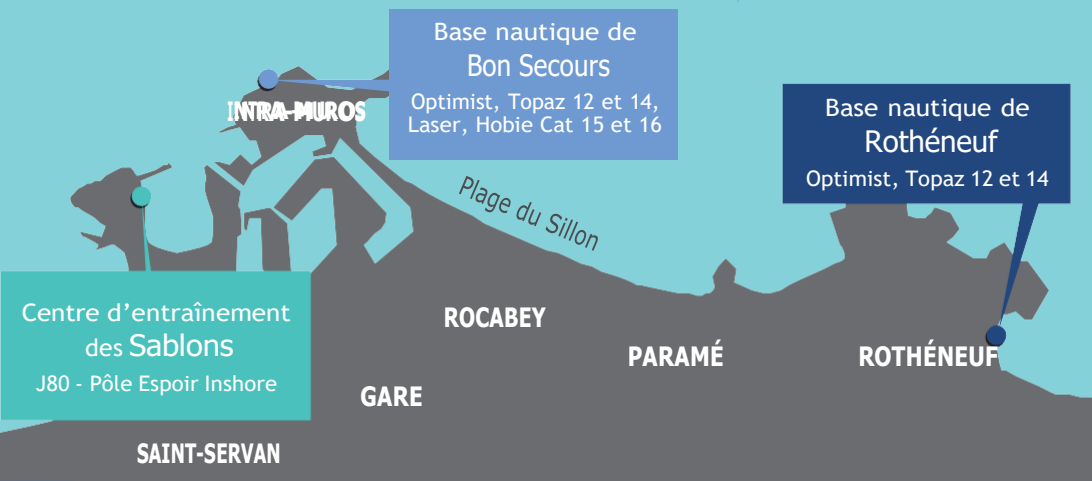 Base nautique de
Bon Secours
Optimist, Topaz 12 et 14,
Laser, Hobie Cat 15 et 16
INTRA-MUROS
Base nautique de
Rothéneuf
Optimist, Topaz 12 et 14
Plage du Sillon
Centre d’entraînement
des Sablons
J80 - Pôle Espoir Inshore
ROCABEY
PARAMÉ
ROTHÉNEUF
GARE
SAINT-SERVAN